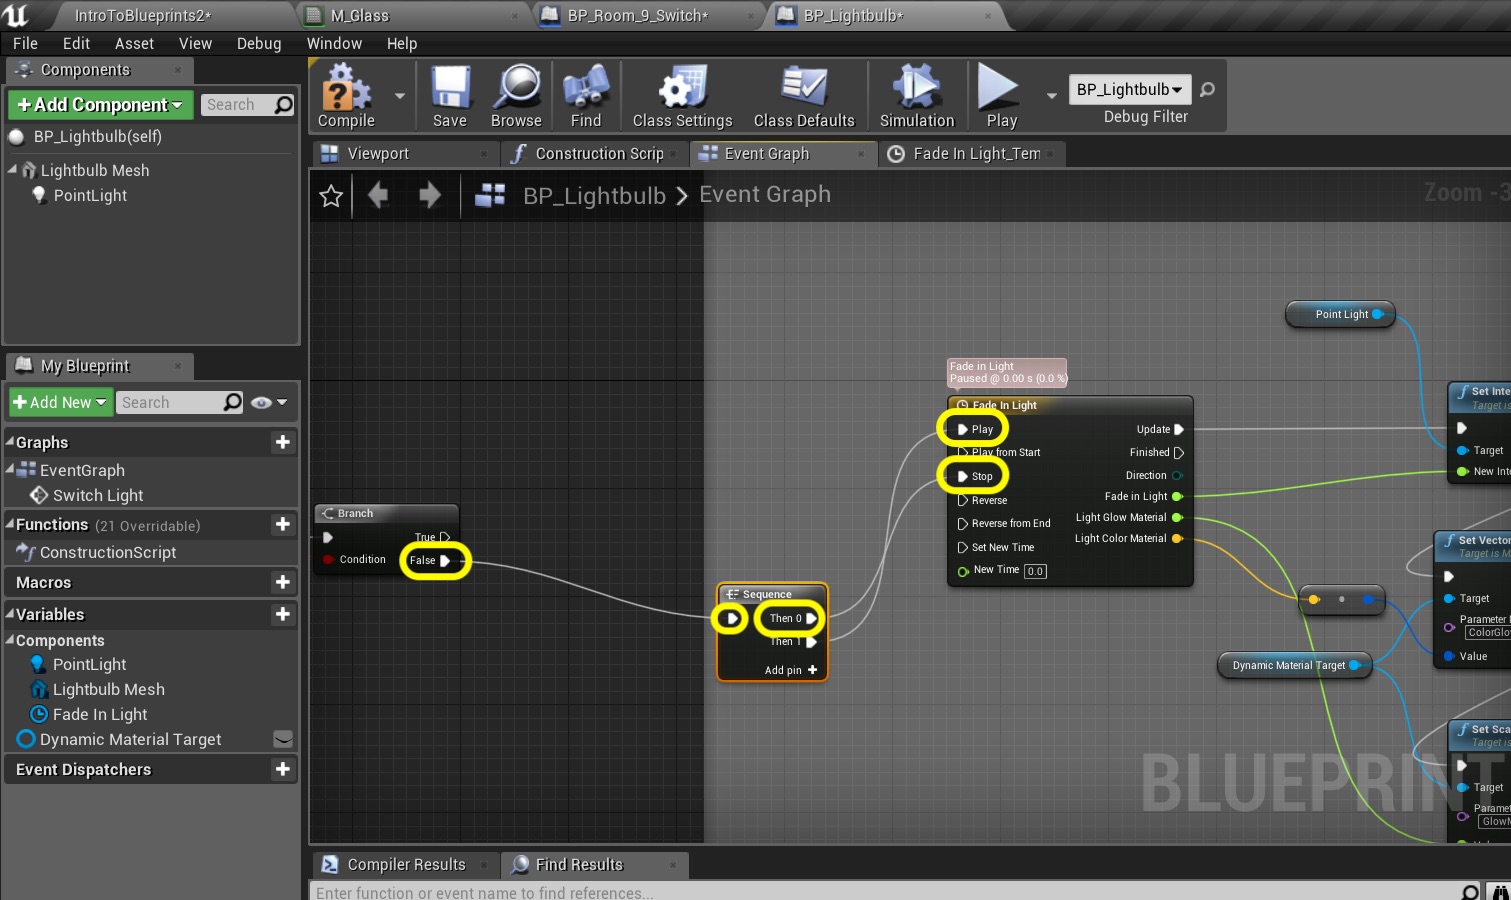 IntroToBlueprints2*
M_Glass
BP_Room_9_Switch*
BP_Lightbulb*
File Edit Asset View Debug Window Help
Components
Add Component
Search
BP_Lightbulb(self)
Lightbulb Mesh
PointLight
Compile
Save
Browse
Find
Class Settings
Class Defaults
Simulation
Play
BP_Lightbulb
Debug Filter
Viewport
Construction Scrip
Event Graph
Fade In Light_Tem
BP_Lightbulb > Event Graph
Zoom -3
My Blueprint
Add New
Search
Graphs
EventGraph
Switch Light
Functions (21 Overridable)
ConstructionScript
Macros
Variables
Components
PointLight
Lightbulb Mesh
Fade In Light
Dynamic Material Target
Event Dispatchers
Branch
True
Condition
False
Sequence
Then 0
Then 1
Add pin +
Fade in Light
Paused @ 0.00 s (0.0 %)
Fade In Light
Play
Play from Start
Stop
Reverse
Reverse from End
Set New Time
New Time 0.0
Update
Finished
Direction
Fade in Light
Light Glow Material
Light Color Material
Point Light
Set Inte
Target is
Target
New Inte
Dynamic Material Target
Set Vector
Target is M
Target
Parameter
ColorGlo
Value
Set Sca
Target is
Target
Paramet
GlowM
BLUEPRINT
Compiler Results
Find Results
Enter function or event name to find references...